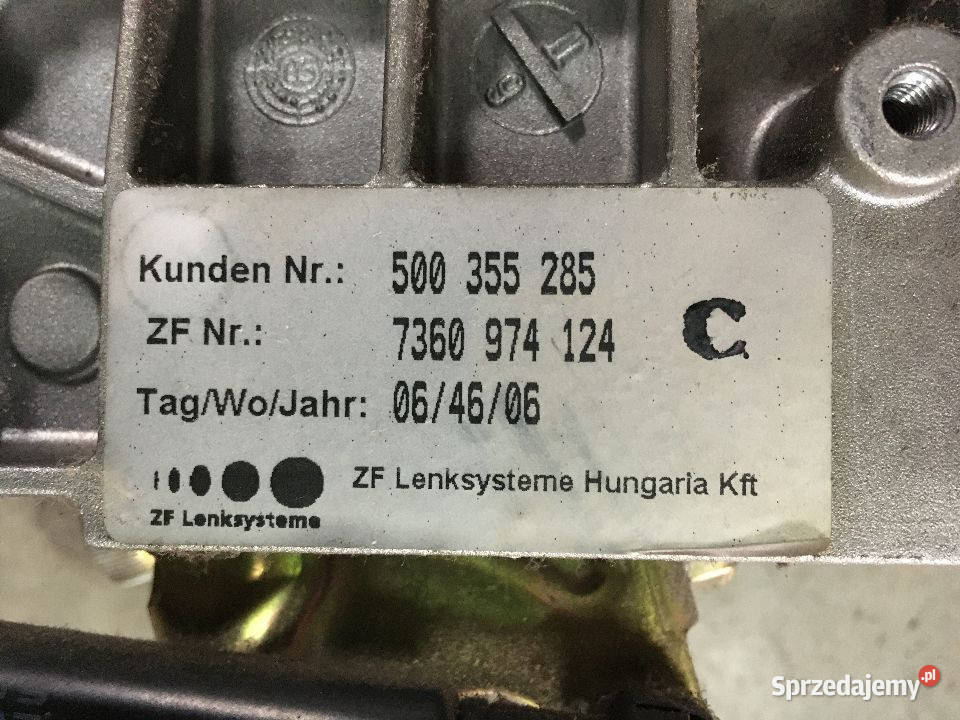 Kunden Nr.: 500 355 285
ZF Nr.: 7360 974 124 C
Tag/Wo/Jahr: 06/46/06
ZF Lenksysteme Hungaria Kft
ZF Lenksysteme
Sprzedajemy.pl